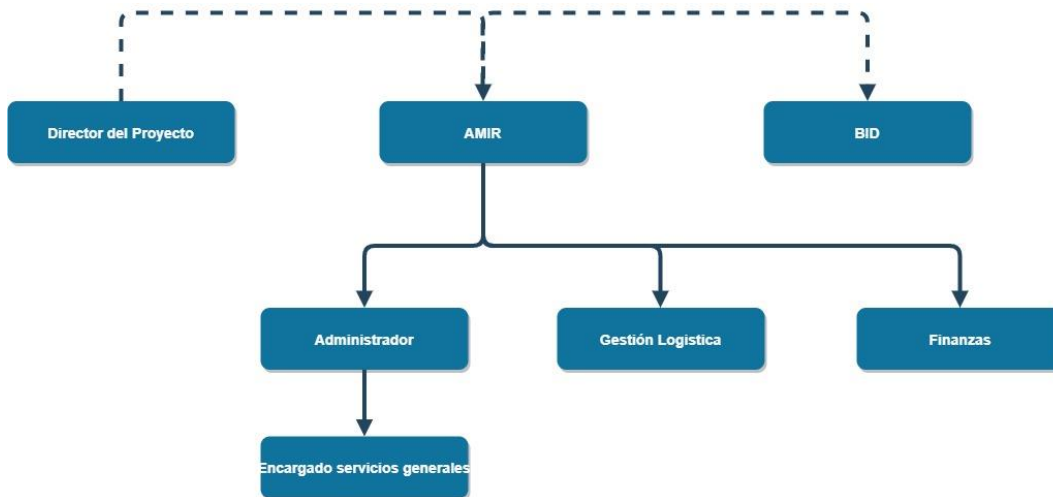 Director del Proyecto
AMIR
BID
Administrador
Gestión Logistica
Finanzas
Encargado servicios generales